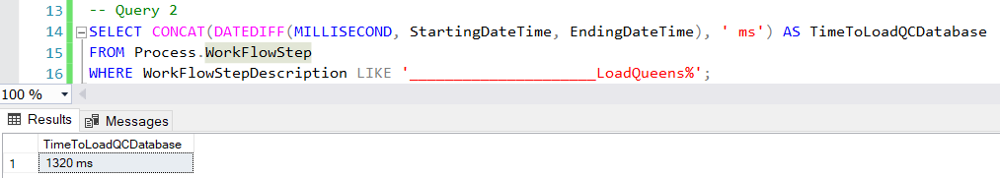 13 -- Query 2
14 SELECT CONCAT(DATEDIFF(MILLISECOND, StartingDateTime, EndingDateTime), ' ms') AS TimeToLoadQCDatabase
15 FROM Process.WorkFlowStep
16 WHERE WorkFlowStepDescription LIKE '_____________________LoadQueens%';
100 %
Results Messages
TimeToLoadQCDatabase
1 1320 ms